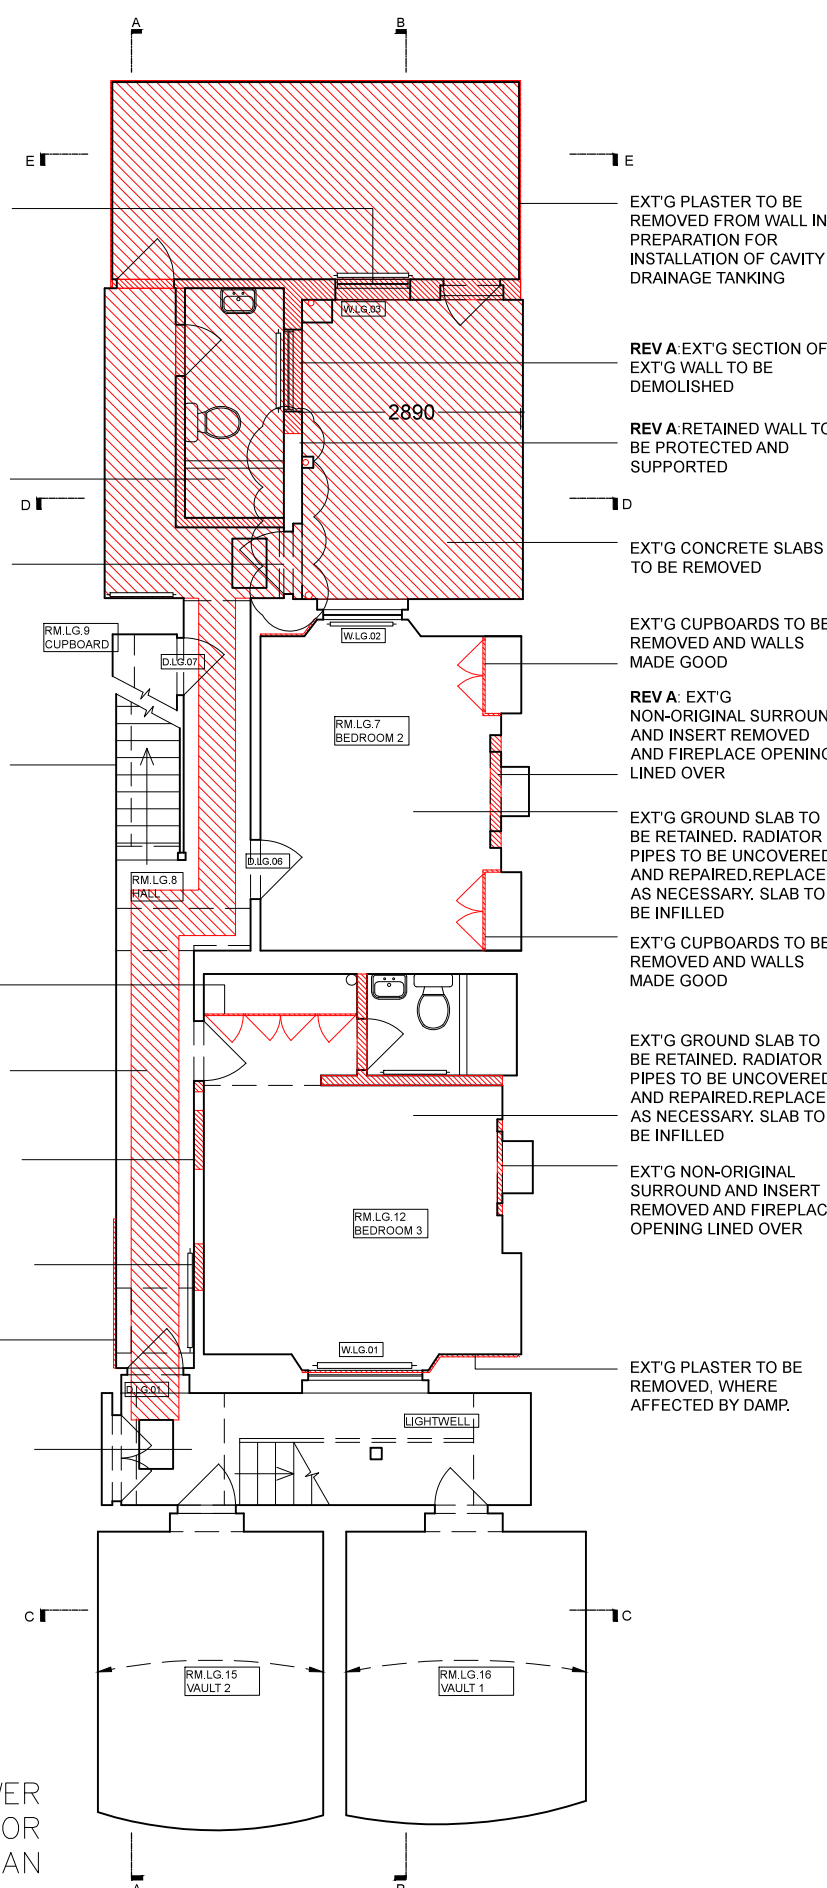 A
B
E
E
EXT'G PLASTER TO BE
REMOVED FROM WALL IN
PREPARATION FOR
INSTALLATION OF CAVITY
DRAINAGE TANKING
W.LG.03
REV A:EXT'G SECTION OF
EXT'G WALL TO BE
DEMOLISHED
2890
REV A:RETAINED WALL TO
BE PROTECTED AND
SUPPORTED
D
D
EXT'G CONCRETE SLABS
TO BE REMOVED
RM.LG.9
CUPBOARD
W.LG.02
EXT'G CUPBOARDS TO BE
REMOVED AND WALLS
MADE GOOD
D.LG.07
RM.LG.7
BEDROOM 2
REV A: EXT'G
NON-ORIGINAL SURROUN
AND INSERT REMOVED
AND FIREPLACE OPENING
LINED OVER
EXT'G GROUND SLAB TO
BE RETAINED. RADIATOR
PIPES TO BE UNCOVERED
AND REPAIRED.REPLACE
AS NECESSARY. SLAB TO
BE INFILLED
D.LG.06
RM.LG.8
HALL
EXT'G CUPBOARDS TO BE
REMOVED AND WALLS
MADE GOOD
EXT'G GROUND SLAB TO
BE RETAINED. RADIATOR
PIPES TO BE UNCOVERED
AND REPAIRED.REPLACE
AS NECESSARY. SLAB TO
BE INFILLED
EXT'G NON-ORIGINAL
SURROUND AND INSERT
REMOVED AND FIREPLAC
OPENING LINED OVER
RM.LG.12
BEDROOM 3
W.LG.01
EXT'G PLASTER TO BE
REMOVED, WHERE
AFFECTED BY DAMP.
D.LG.01
LIGHTWELL
C
C
RM.LG.15
VAULT 2
RM.LG.16
VAULT 1
VER
OOR
AN
A
B